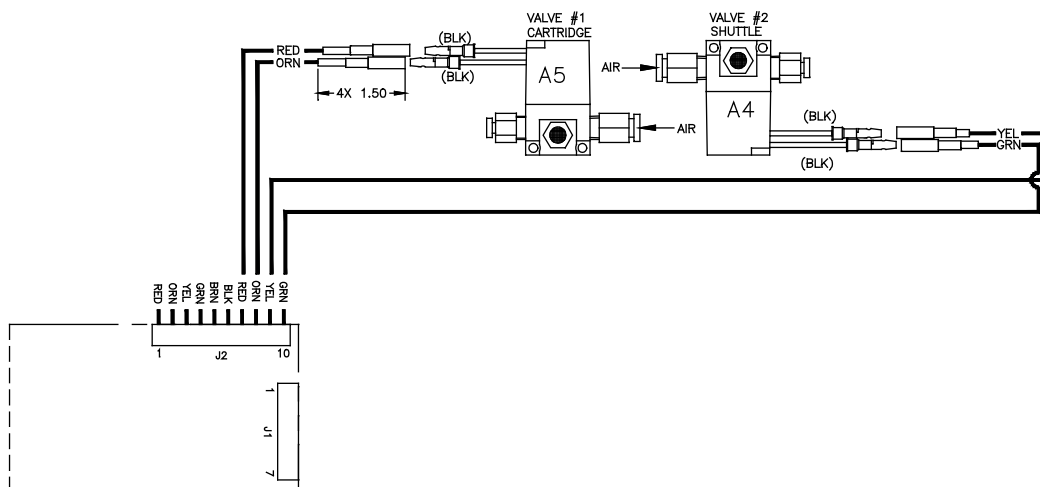 VALVE #1
CARTRIDGE
VALVE #2
SHUTTLE
RED
ORN
(BLK)
(BLK)
4X 1.50
A5
AIR
AIR
A4
(BLK)
(BLK)
YEL
GRN
RED
ORN
YEL
GRN
BRN
BLK
RED
ORN
YEL
GRN
1
J2
10
1
J1
7